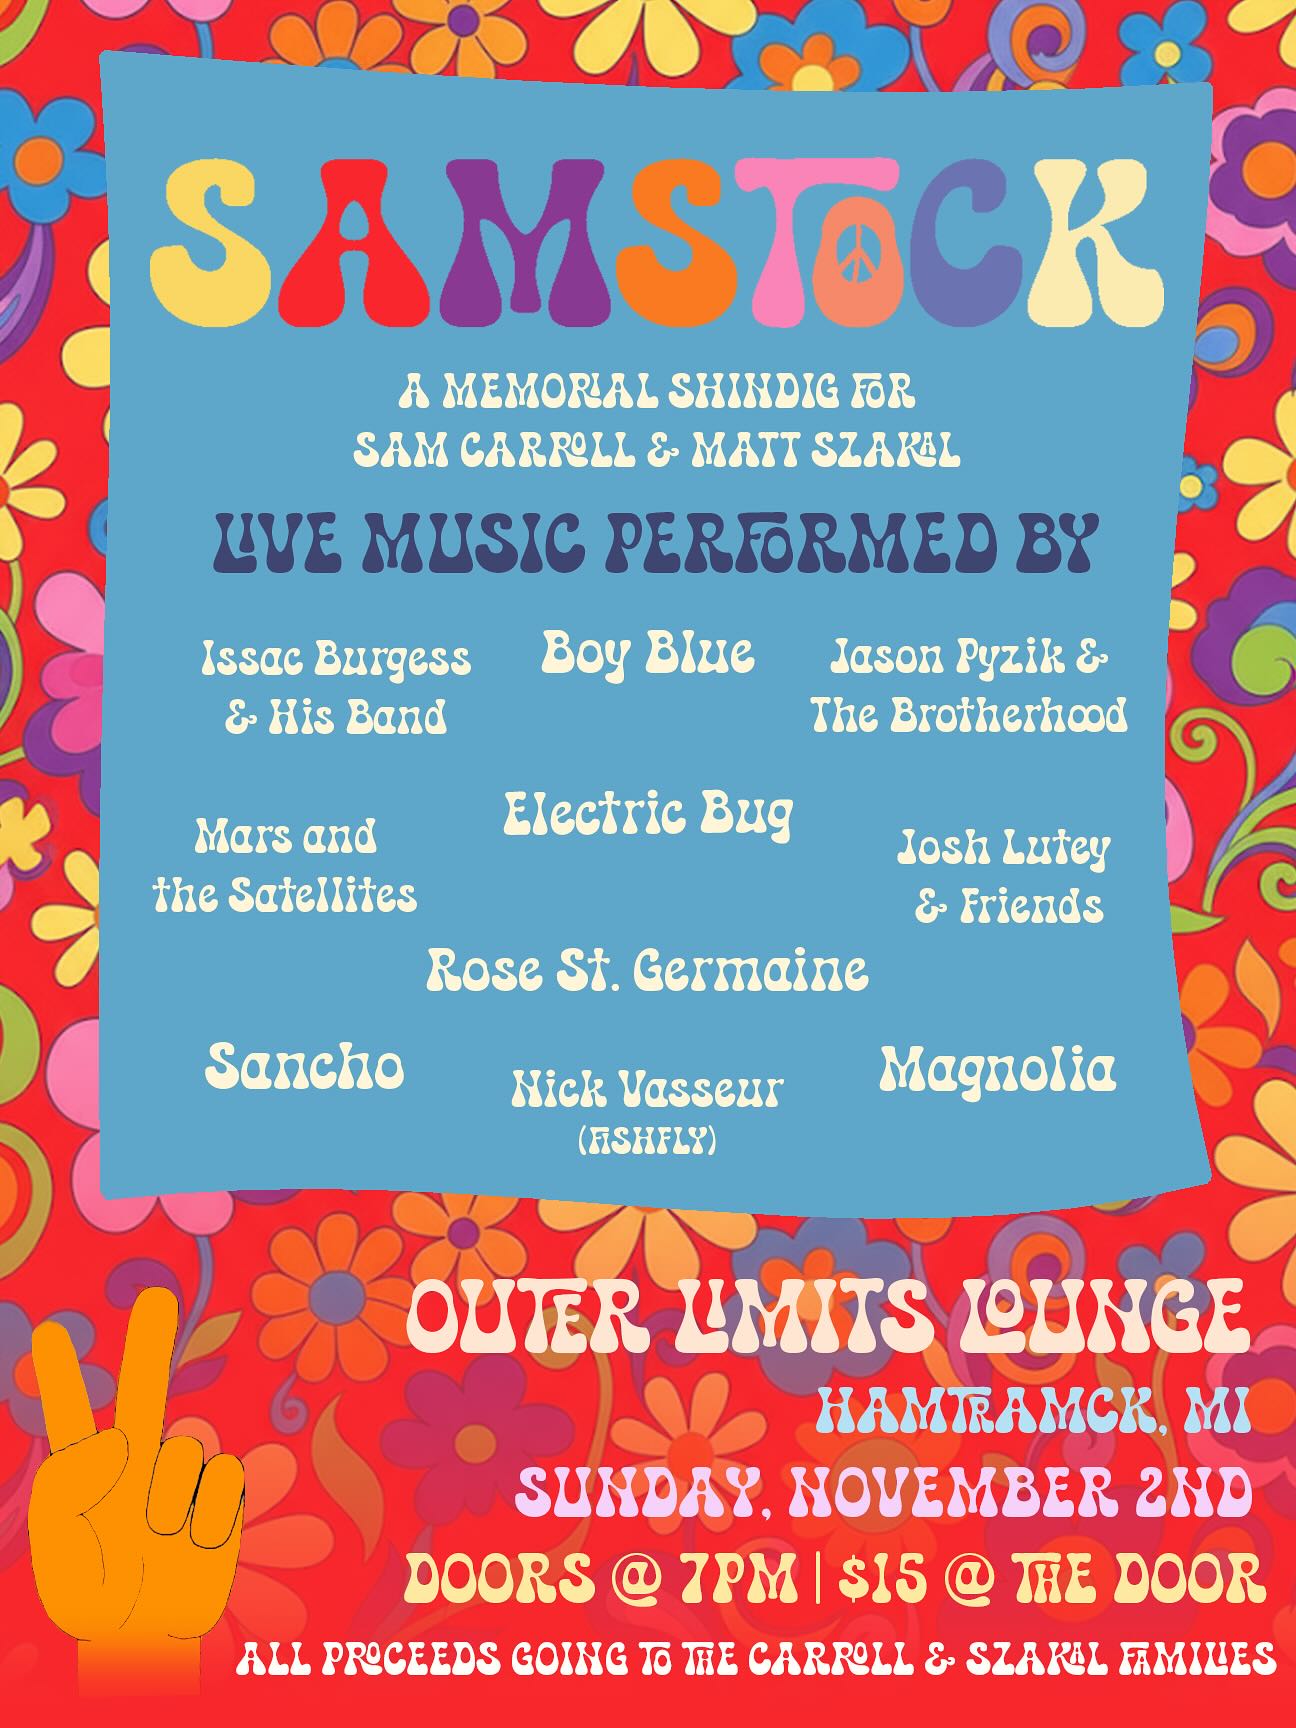 SAMSTOCK
A MEMORIAL SHINDIG FOR
SAM CARROLL & MATT SZAKAL
LIVE MUSIC PERFORMED BY
Issac Burgess
& His Band
Boy Blue
Jason Pyzik &
The Brotherhood
Mars and
the Satellites
Electric Bug
Josh Lutey
& Friends
Rose St. Germaine
Sancho
Nick Vasseur
(FISHFLY)
Magnolia
OUTER LIMITS LOUNGE
HAMTRAMCK, MI
SUNDAY, NOVEMBER 2ND
DOORS @ 7PM | $15 @ THE DOOR
ALL PROCEEDS GOING TO THE CARROLL & SZAKAL FAMILIES